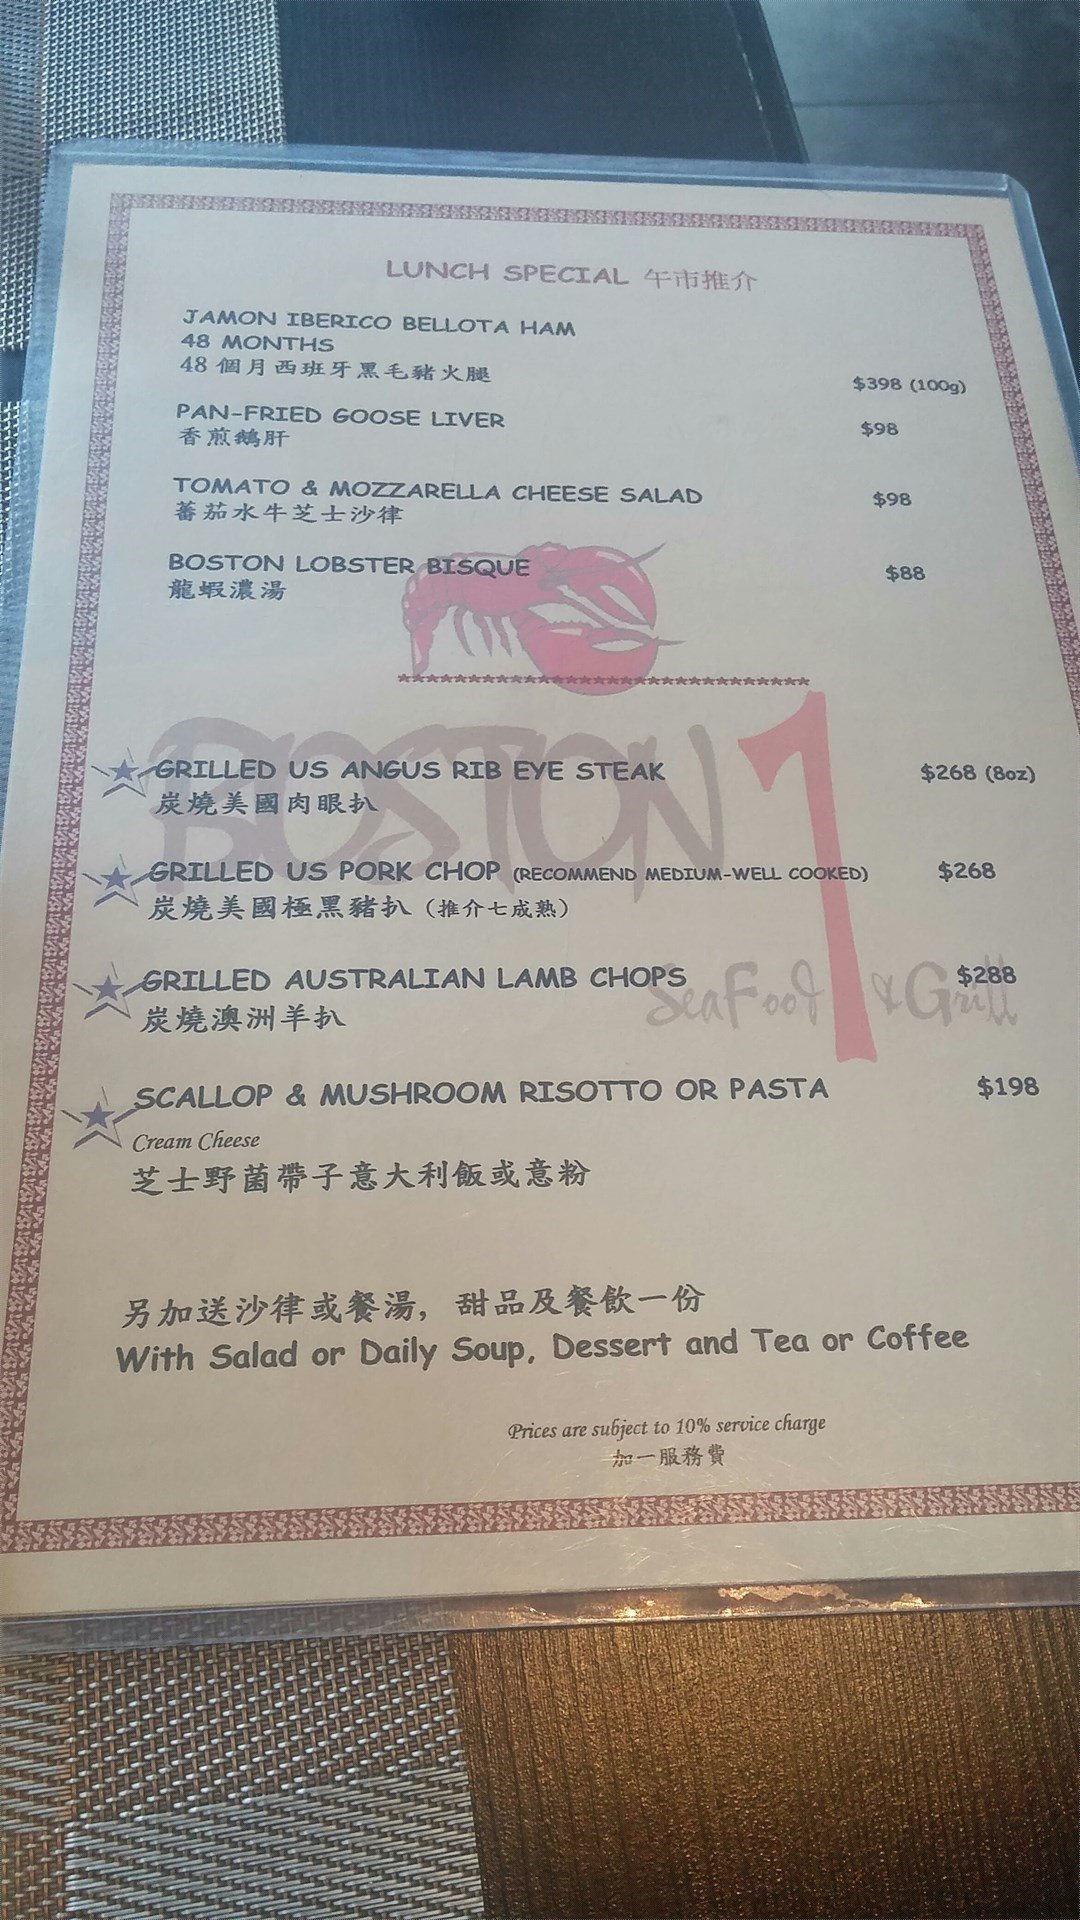 LUNCH SPECIAL 午市推介
JAMON IBERICO BELLOTA HAM
48 MONTHS
48 個月西班牙黑毛豬火腿
$398 (100g)
PAN-FRIED GOOSE LIVER
香煎鵝肝
$98
TOMATO & MOZZARELLA CHEESE SALAD
蕃茄水牛芝士沙律
$98
BOSTON LOBSTER BISQUE
龍蝦濃湯
$88
*****************************
BOSTON 1
SeaFood & Grill
GRILLED US ANGUS RIB EYE STEAK $268 (8oz)
炭燒美國肉眼扒
GRILLED US PORK CHOP (RECOMMEND MEDIUM-WELL COOKED) $268
炭燒美國極黑豬扒（推介七成熟）
GRILLED AUSTRALIAN LAMB CHOPS $288
炭燒澳洲羊扒
SCALLOP & MUSHROOM RISOTTO OR PASTA $198
Cream Cheese
芝士野菌帶子意大利飯或意粉
另加送沙律或餐湯，甜品及餐飲一份
With Salad or Daily Soup, Dessert and Tea or Coffee
Prices are subject to 10% service charge
加一服務費